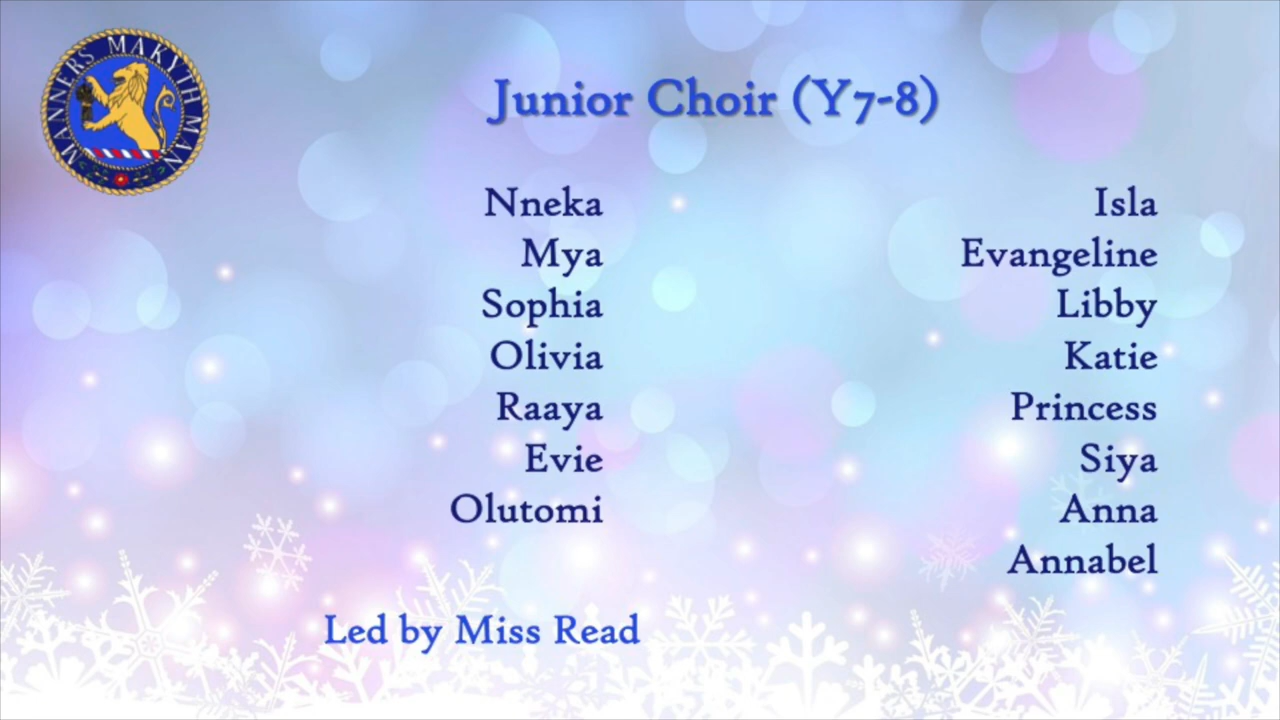 MANNERS MAKYTH MAN
Junior Choir (Y7-8)
Nneka
Mya
Sophia
Olivia
Raaya
Evie
Olutomi
Isla
Evangeline
Libby
Katie
Princess
Siya
Anna
Annabel
Led by Miss Read